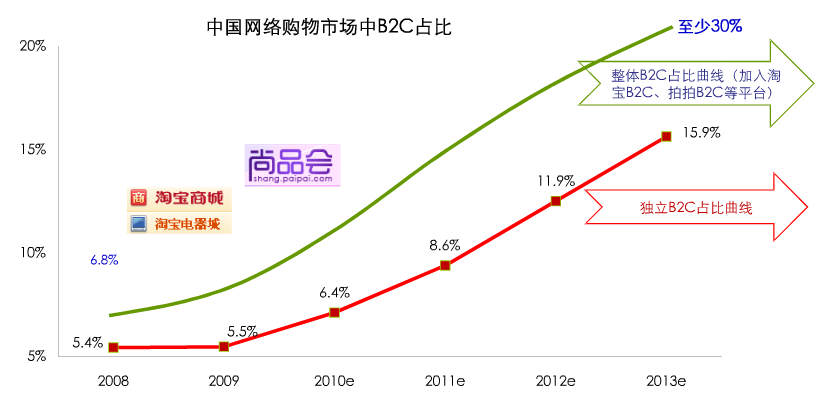 中国网络购物市场中B2C占比
20%
至少30%
整体B2C占比曲线（加入淘
宝B2C、拍拍B2C等平台）
15%
15.9%
尚品会
shang.paipai.com
11.9%
商 淘宝商城
淘宝电器城
独立B2C占比曲线
10%
6.8%
8.6%
6.4%
5.5%
5.4%
5%
2008 2009 2010e 2011e 2012e 2013e